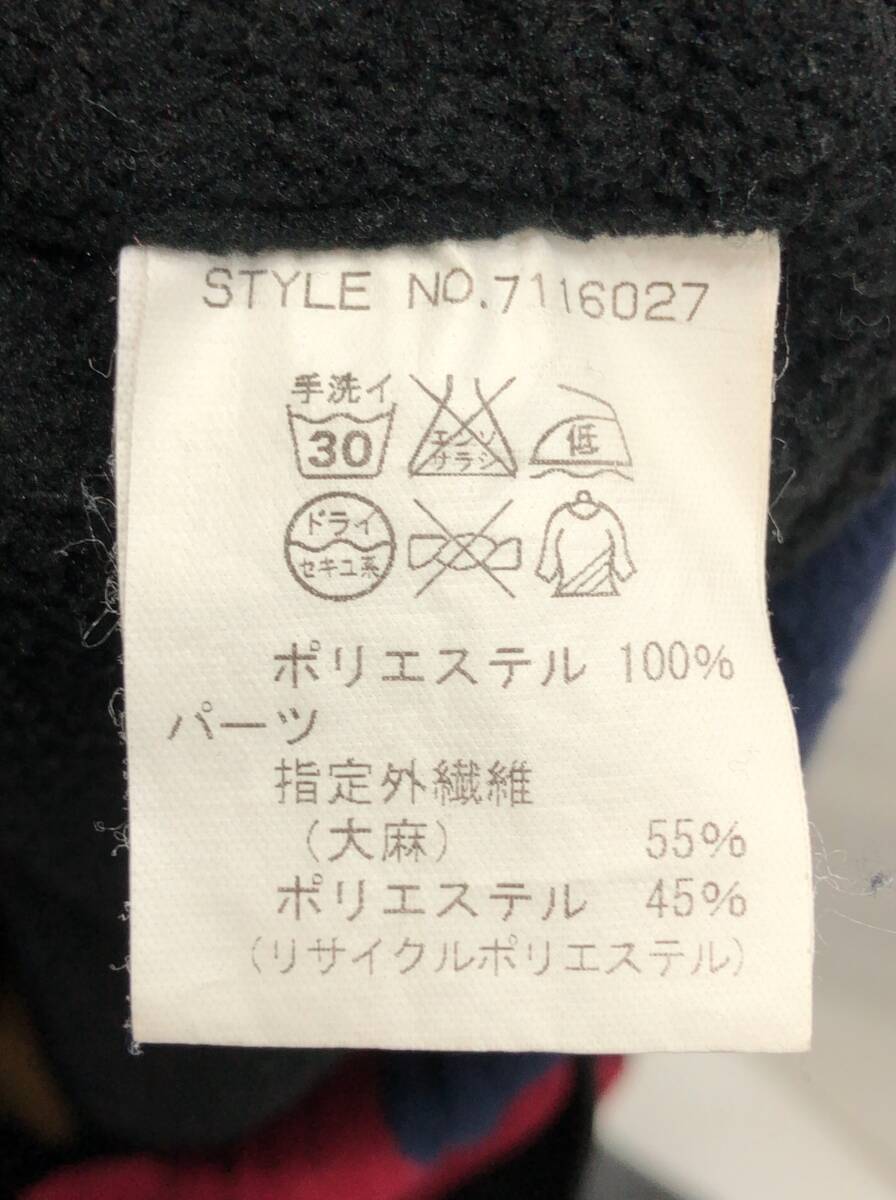 STYLE NO.7116027
手洗イ
30
エンソ
サラシ
低
ドライ
セキユ系
ポリエステル 100%
パーツ
指定外繊維
(大麻) 55%
ポリエステル 45%
(リサイクルポリエステル)